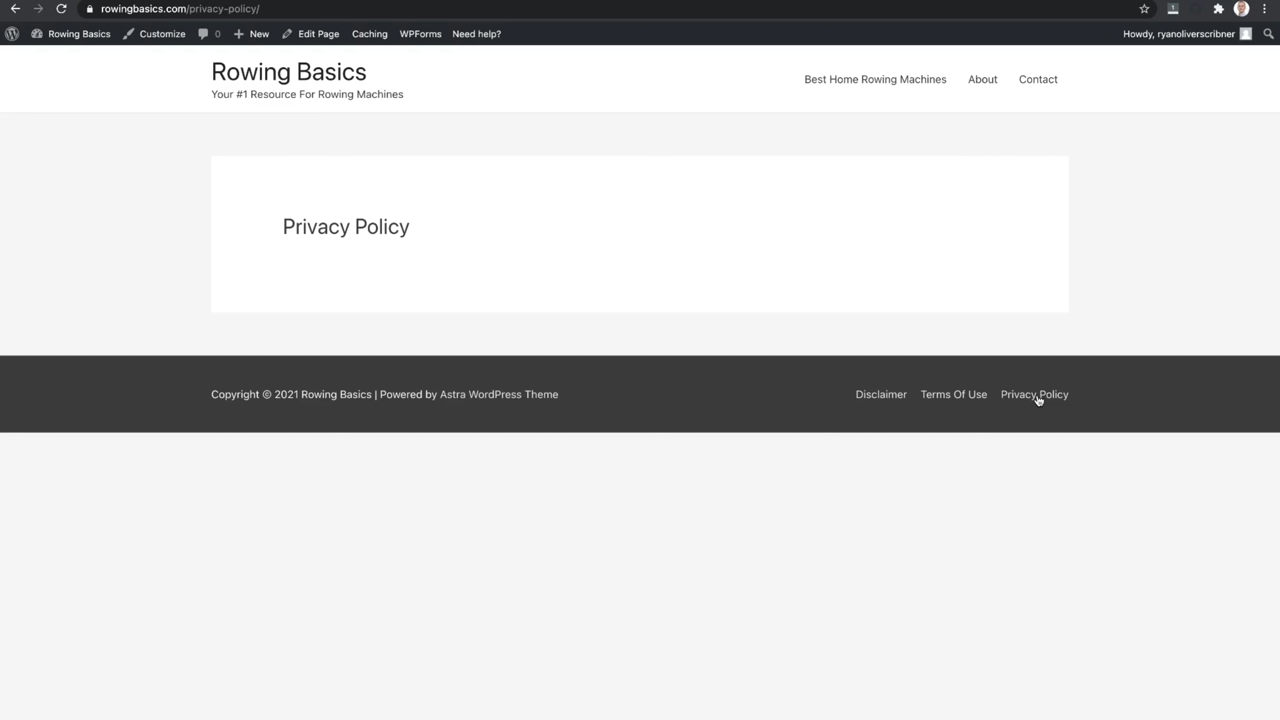 rowingbasics.com/privacy-policy/
1
Rowing Basics
Customize
0
New
Edit Page
Caching
WPForms
Need help?
Howdy, ryanoliverscribner
Rowing Basics
Your #1 Resource For Rowing Machines
Best Home Rowing Machines
About
Contact
Privacy Policy
Copyright © 2021 Rowing Basics | Powered by Astra WordPress Theme
Disclaimer
Terms Of Use
Privacy Policy